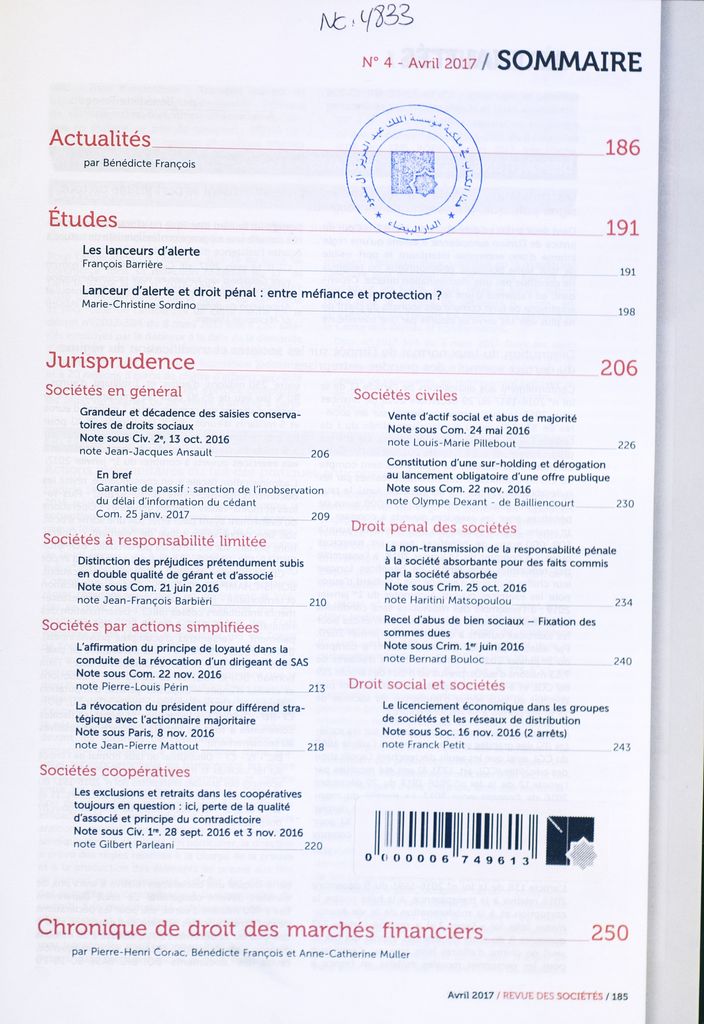 NC: 4833
N° 4 - Avril 2017 / SOMMAIRE
هذا الكتاب في ملكية مؤسسة الملك عبد العزيز آل سعود
الدار البيضاء
Actualités 186
par Bénédicte François
Études 191
Les lanceurs d'alerte
François Barrière 191
Lanceur d'alerte et droit pénal : entre méfiance et protection ?
Marie-Christine Sordino 198
Jurisprudence 206
Sociétés en général
Grandeur et décadence des saisies conserva-
toires de droits sociaux
Note sous Civ. 2e, 13 oct. 2016
note Jean-Jacques Ansault 206
En bref
Garantie de passif : sanction de l'inobservation
du délai d'information du cédant
Com. 25 janv. 2017 209
Sociétés à responsabilité limitée
Distinction des préjudices prétendument subis
en double qualité de gérant et d'associé
Note sous Com. 21 juin 2016
note Jean-François Barbièri 210
Sociétés par actions simplifiées
L'affirmation du principe de loyauté dans la
conduite de la révocation d'un dirigeant de SAS
Note sous Com. 22 nov. 2016
note Pierre-Louis Périn 213
La révocation du président pour différend stra-
tégique avec l'actionnaire majoritaire
Note sous Paris, 8 nov. 2016
note Jean-Pierre Mattout 218
Sociétés coopératives
Les exclusions et retraits dans les coopératives
toujours en question : ici, perte de la qualité
d'associé et principe du contradictoire
Note sous Civ. 1re, 28 sept. 2016 et 3 nov. 2016
note Gilbert Parleani 220
Sociétés civiles
Vente d'actif social et abus de majorité
Note sous Com. 24 mai 2016
note Louis-Marie Pillebout 226
Constitution d'une sur-holding et dérogation
au lancement obligatoire d'une offre publique
Note sous Com. 22 nov. 2016
note Olympe Dexant - de Bailliencourt 230
Droit pénal des sociétés
La non-transmission de la responsabilité pénale
à la société absorbante pour des faits commis
par la société absorbée
Note sous Crim. 25 oct. 2016
note Haritini Matsopoulou 234
Recel d'abus de bien sociaux – Fixation des
sommes dues
Note sous Crim. 1er juin 2016
note Bernard Bouloc 240
Droit social et sociétés
Le licenciement économique dans les groupes
de sociétés et les réseaux de distribution
Note sous Soc. 16 nov. 2016 (2 arrêts)
note Franck Petit 243
0 000006 749613
Chronique de droit des marchés financiers 250
par Pierre-Henri Conac, Bénédicte François et Anne-Catherine Muller
Avril 2017 / REVUE DES SOCIÉTÉS / 185